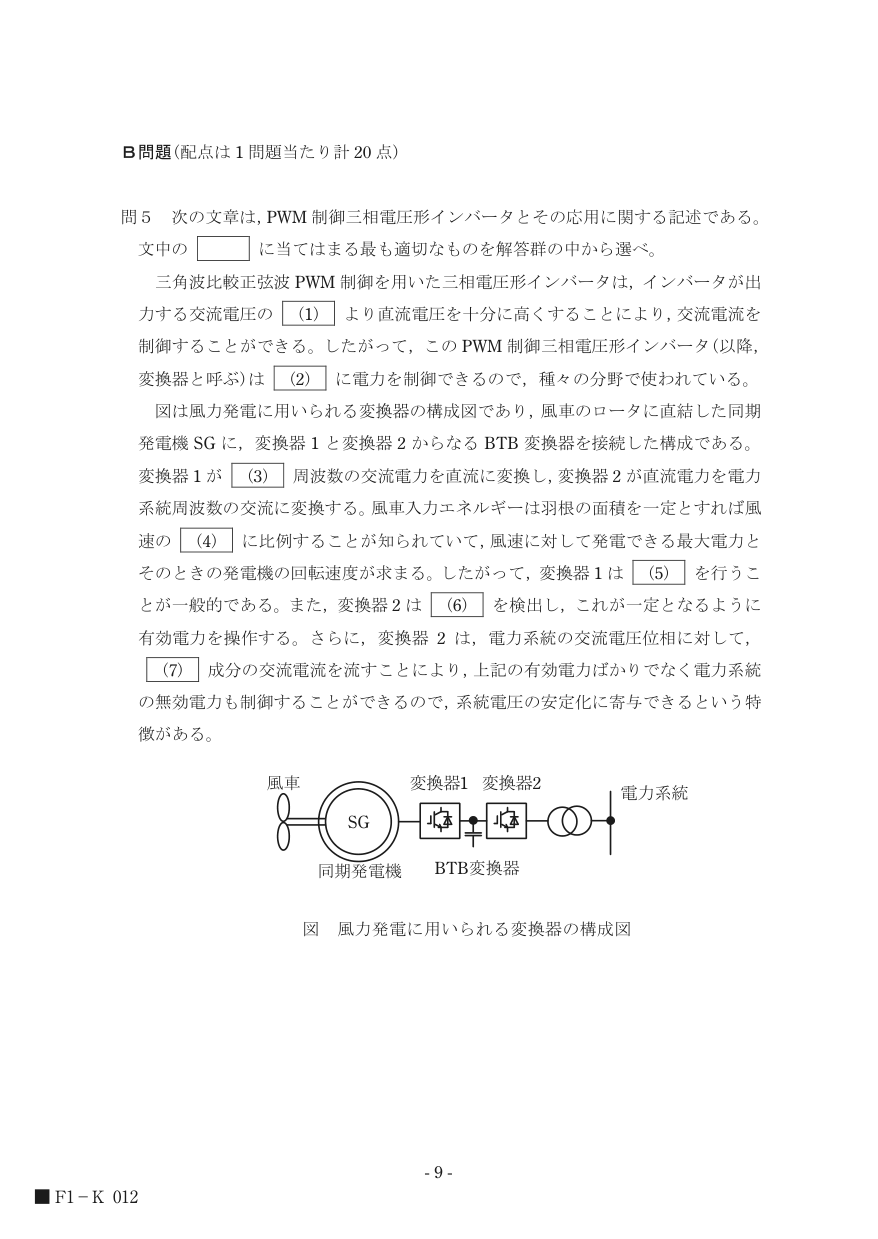 B問題(配点は1問題当たり計20点)
問5 次の文章は,PWM制御三相電圧形インバータとその応用に関する記述である。
文中の に当てはまる最も適切なものを解答群の中から選べ。
三角波比較正弦波PWM制御を用いた三相電圧形インバータは,インバータが出
力する交流電圧の (1) より直流電圧を十分に高くすることにより,交流電流を
制御することができる。したがって,このPWM制御三相電圧形インバータ(以降,
変換器と呼ぶ)は (2) に電力を制御できるので,種々の分野で使われている。
図は風力発電に用いられる変換器の構成図であり,風車のロータに直結した同期
発電機SGに,変換器1と変換器2からなるBTB変換器を接続した構成である。
変換器1が (3) 周波数の交流電力を直流に変換し,変換器2が直流電力を電力
系統周波数の交流に変換する。風車入力エネルギーは羽根の面積を一定とすれば風
速の (4) に比例することが知られていて,風速に対して発電できる最大電力と
そのときの発電機の回転速度が求まる。したがって,変換器1は (5) を行うこ
とが一般的である。また,変換器2は (6) を検出し,これが一定となるように
有効電力を操作する。さらに,変換器2は,電力系統の交流電圧位相に対して,
(7) 成分の交流電流を流すことにより,上記の有効電力ばかりでなく電力系統
の無効電力も制御することができるので,系統電圧の安定化に寄与できるという特
徴がある。
風車 変換器1 変換器2 電力系統
SG
同期発電機 BTB変換器
図 風力発電に用いられる変換器の構成図
- 9 -
■F1−K 012